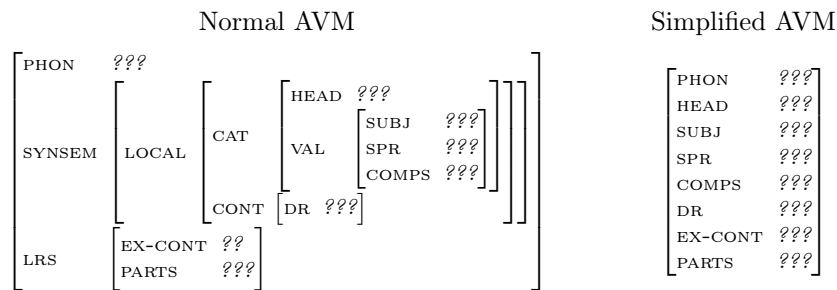 Normal AVM
PHON ???
SYNSEM LOCAL CAT HEAD ???
VAL SUBJ ???
SPR ???
COMPS ???
CONT DR ???
LRS EX-CONT ??
PARTS ???
Simplified AVM
PHON ???
HEAD ???
SUBJ ???
SPR ???
COMPS ???
DR ???
EX-CONT ???
PARTS ???